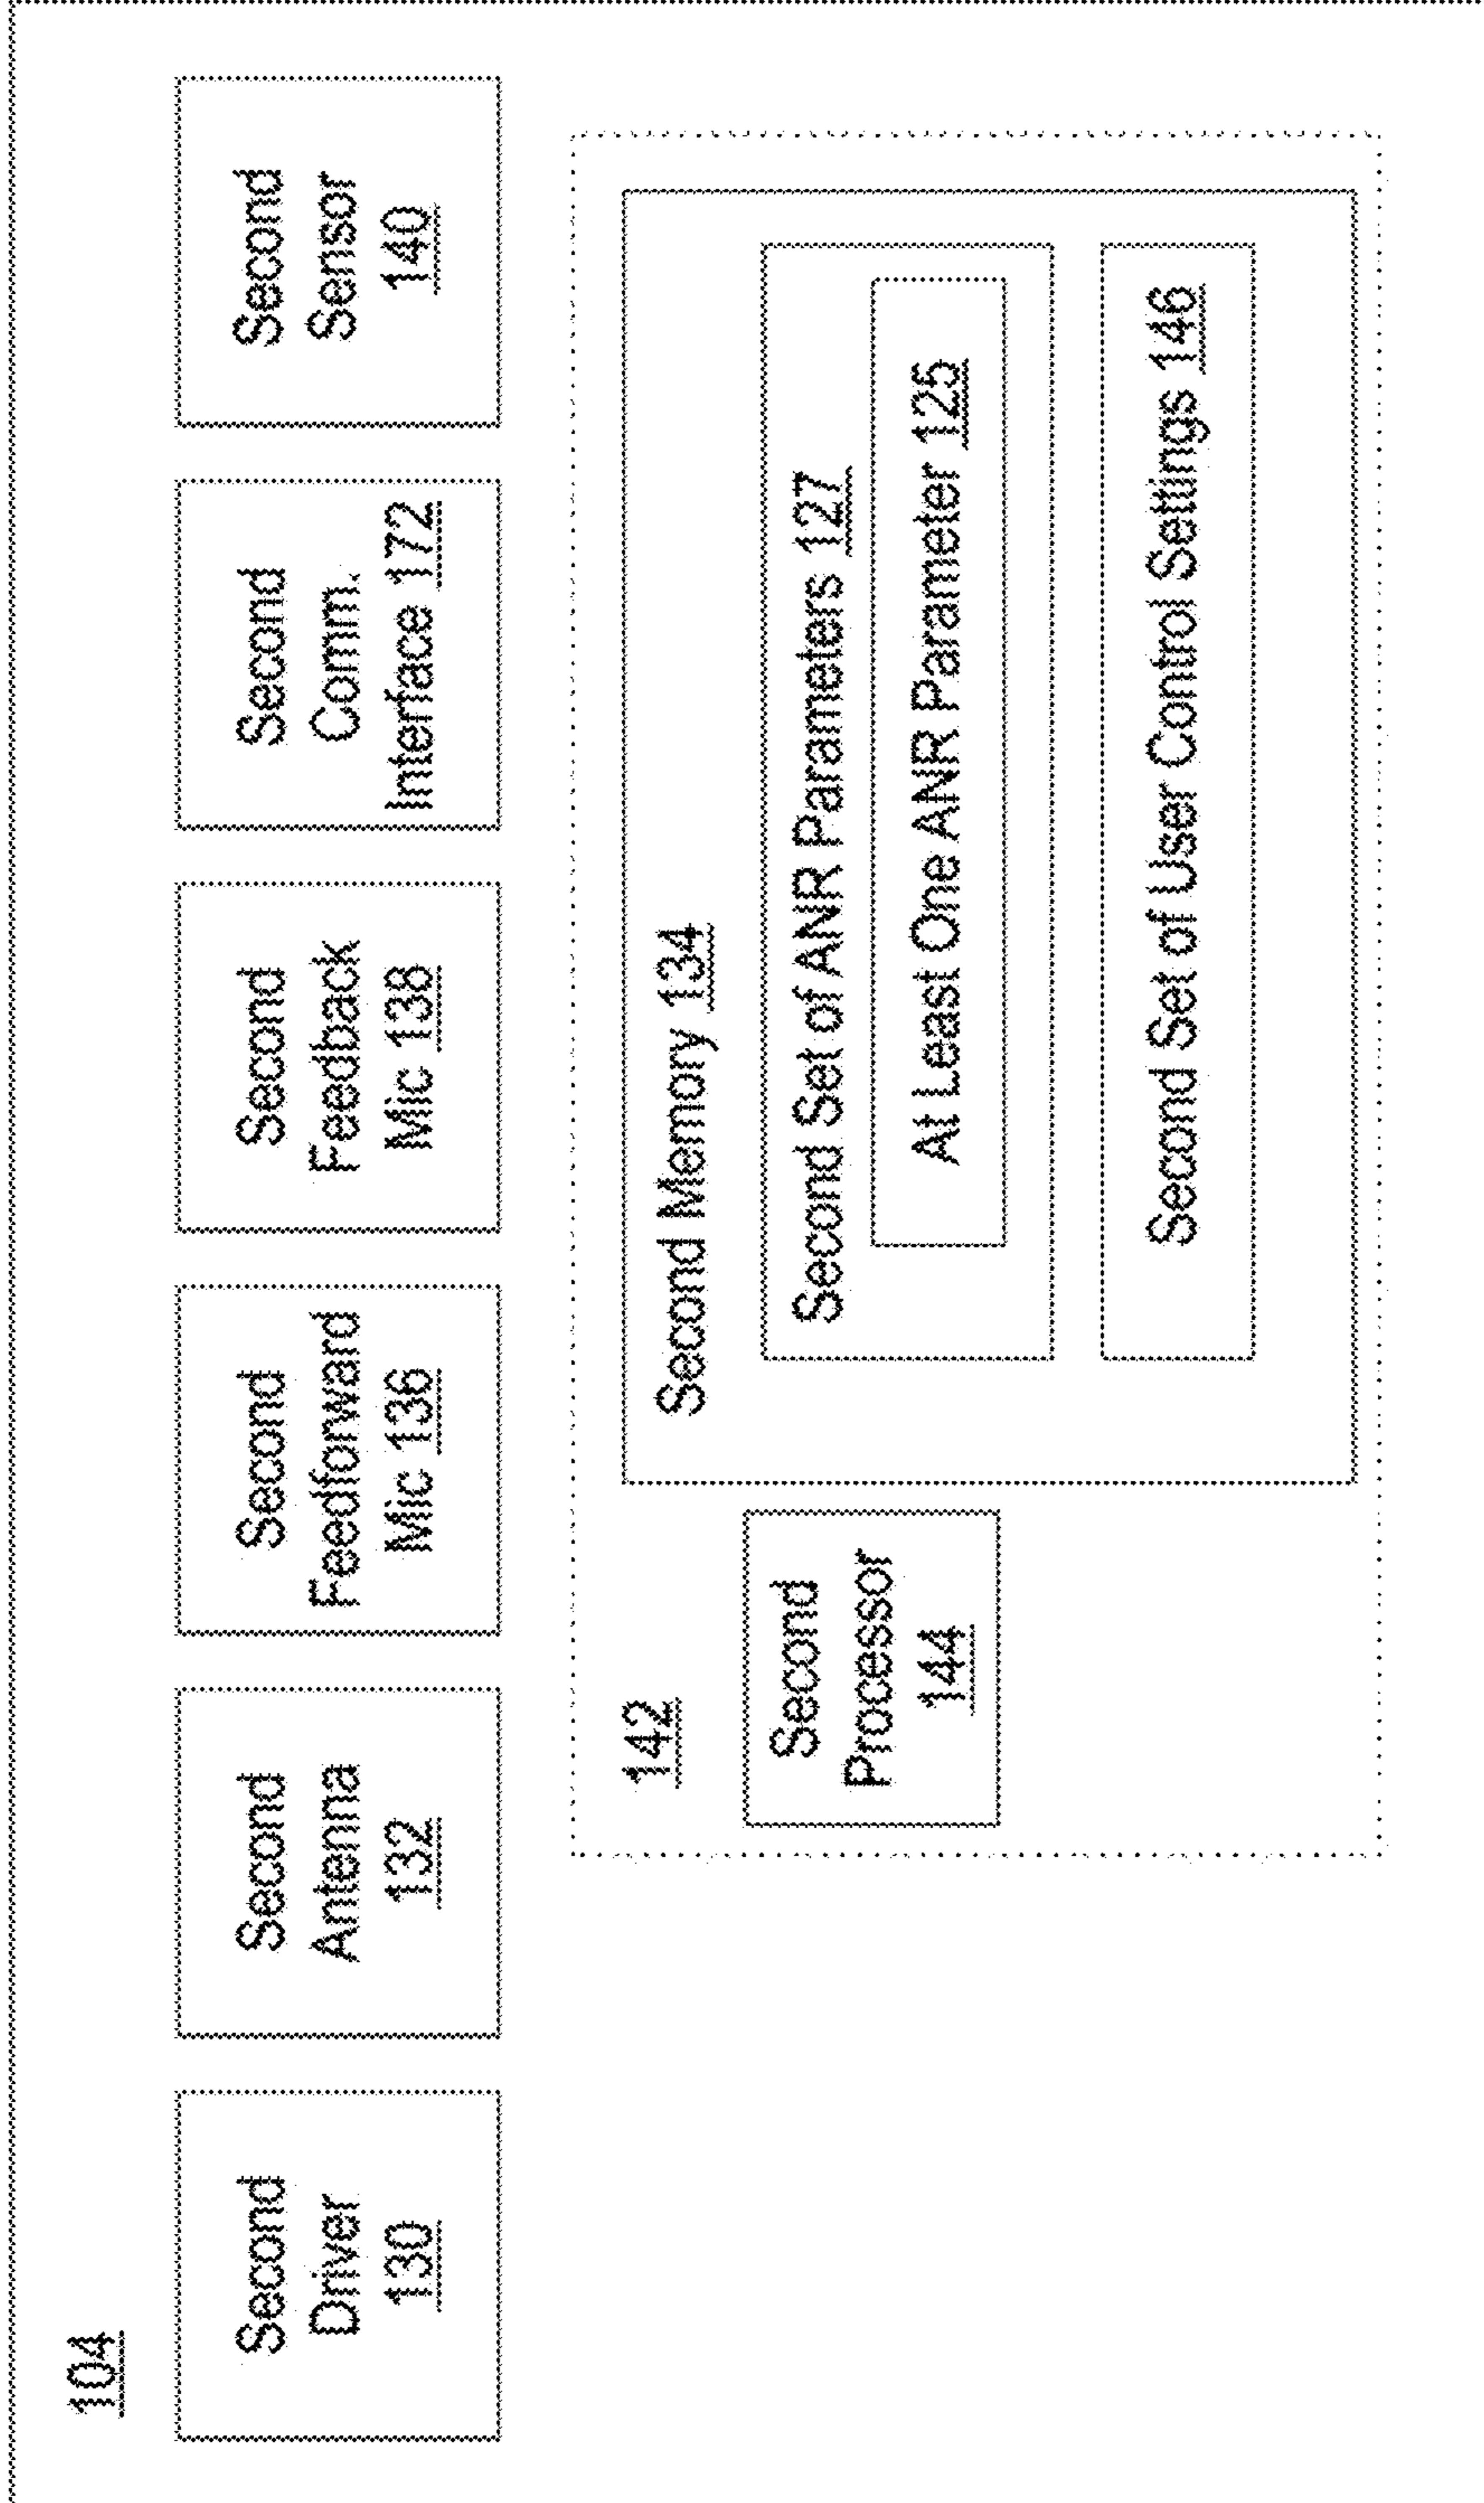 104
Second
Driver
130
Second
Antenna
132
Second
Feedforward
Mic 136
Second
Feedback
Mic 138
Second
Comm.
Interface 172
Second
Sensor
140
142
Second
Processor
144
Second Memory 134
Second Set of ANR Parameters 127
At Least One ANR Parameter 125
Second Set of User Control Settings 146